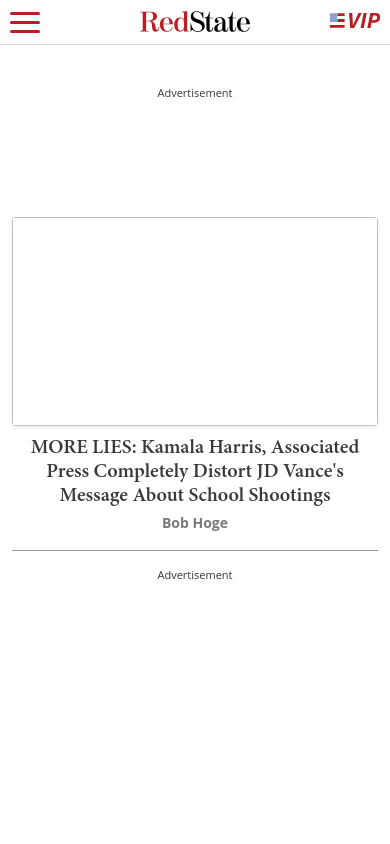 RedState
VIP
Advertisement
MORE LIES: Kamala Harris, Associated
Press Completely Distort JD Vance's
Message About School Shootings
Bob Hoge
Advertisement